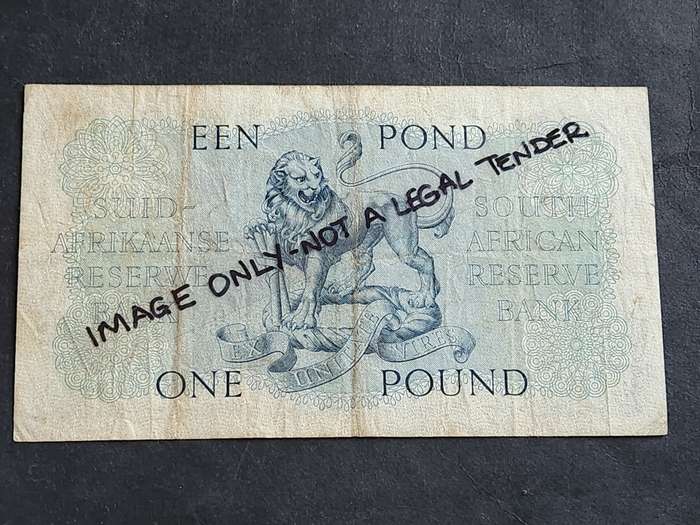 EEN POND
SUID-
AFRIKAANSE
RESERWE
SOUTH
AFRICAN
RESERVE
BANK
IMAGE ONLY-NOT A LEGAL TENDER
EX UNITATE VIRES
ONE POUND